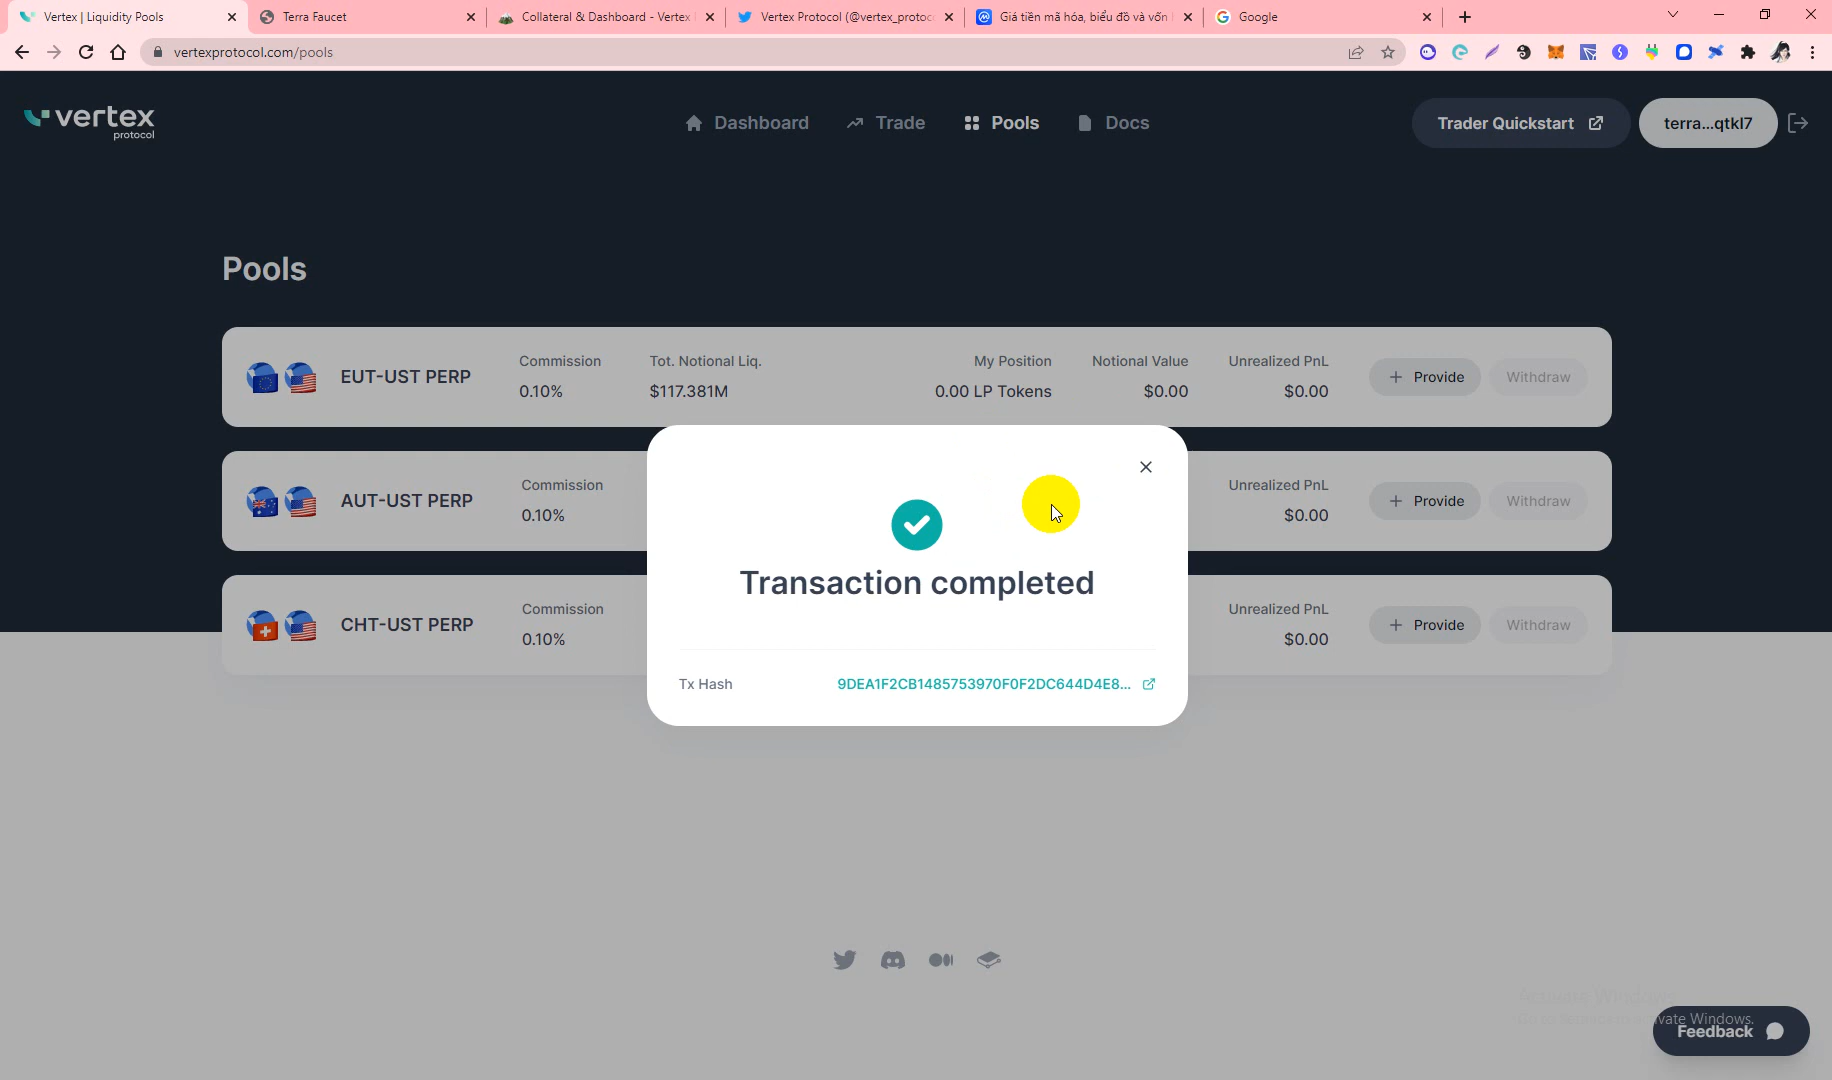 Vertex | Liquidity Pools
Terra Faucet
Collateral & Dashboard - Vertex
Vertex Protocol (@vertex_protoc
Giá tiền mã hóa, biểu đồ và vốn
Google
vertexprotocol.com/pools
vertex
protocol
Dashboard
Trade
Pools
Docs
Trader Quickstart
terra...qtkl7
Pools
EUT-UST PERP
Commission
0.10%
Tot. Notional Liq.
$117.381M
My Position
0.00 LP Tokens
Notional Value
$0.00
Unrealized PnL
$0.00
+ Provide
Withdraw
AUT-UST PERP
Commission
0.10%
Unrealized PnL
$0.00
+ Provide
Withdraw
CHT-UST PERP
Commission
0.10%
Unrealized PnL
$0.00
+ Provide
Withdraw
Transaction completed
Tx Hash
9DEA1F2CB1485753970F0F2DC644D4E8...
Activate Windows
vate Windows.
Feedback